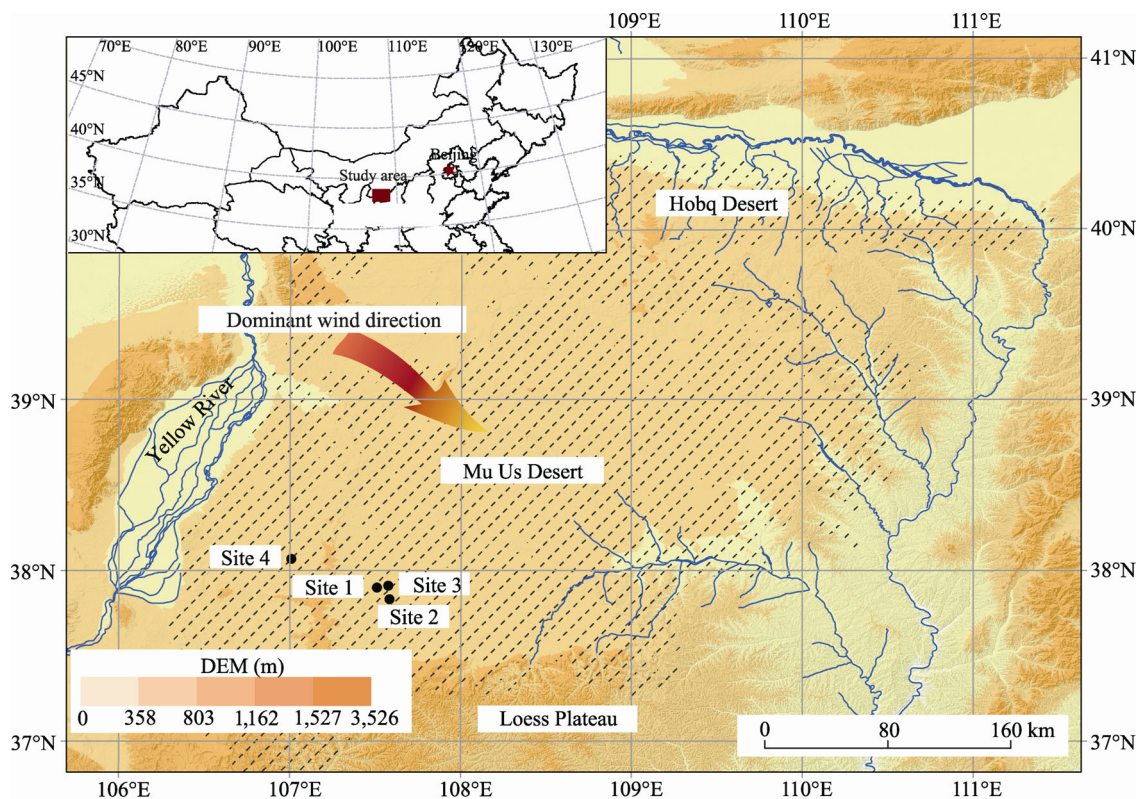 109°E 110°E 111°E
70°E 80°E 90°E 100°E 110°E 120°E 130°E
45°N
40°N
35°N
30°N
Beijing
Study area
41°N
Hobq Desert
40°N
Dominant wind direction
39°N
39°N
Yellow River
Mu Us Desert
Site 4
38°N
38°N
Site 1
Site 3
Site 2
DEM (m)
0 358 803 1,162 1,527 3,526
Loess Plateau
0 80 160 km
37°N
37°N
106°E 107°E 108°E 109°E 110°E 111°E